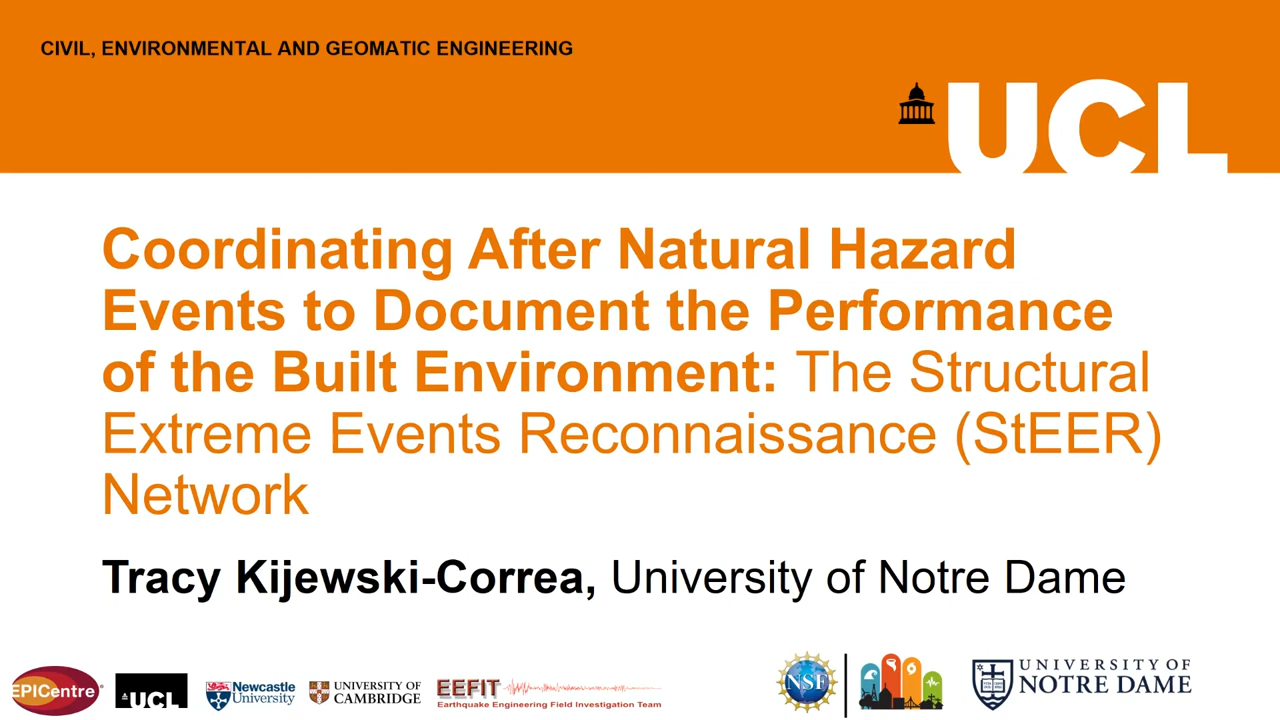 CIVIL, ENVIRONMENTAL AND GEOMATIC ENGINEERING
UCL
Coordinating After Natural Hazard
Events to Document the Performance
of the Built Environment: The Structural
Extreme Events Reconnaissance (StEER)
Network
Tracy Kijewski-Correa, University of Notre Dame
EPICentre
UCL
Newcastle
University
UNIVERSITY OF
CAMBRIDGE
EEFIT
Earthquake Engineering Field Investigation Team
NSF
UNIVERSITY OF
NOTRE DAME